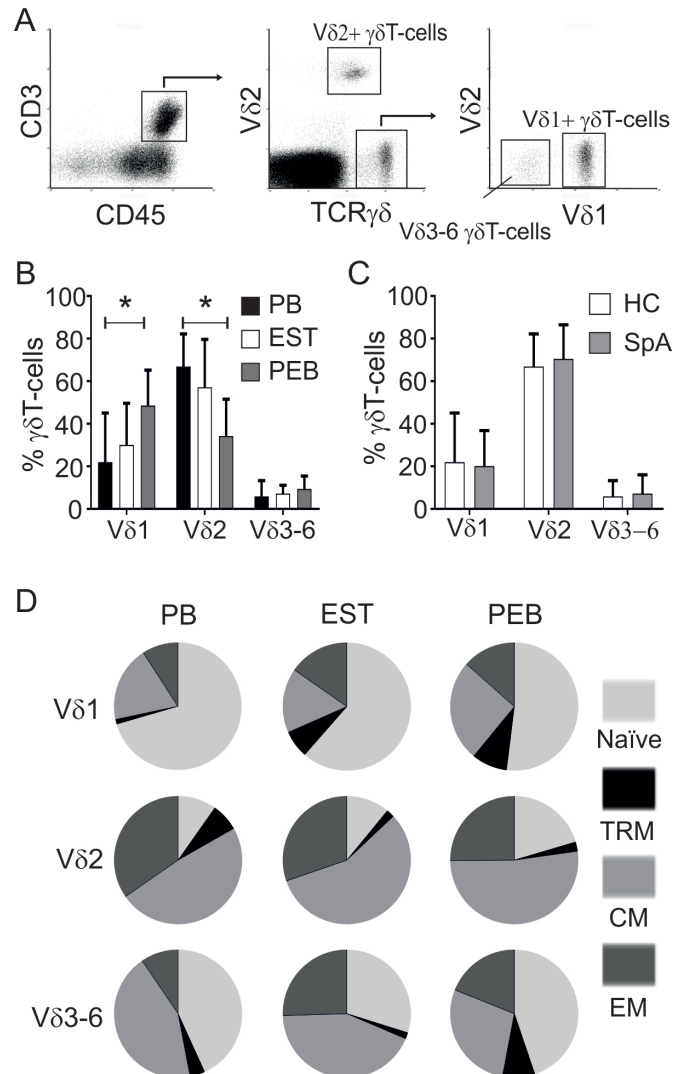 A
CD3
CD45
Vδ2
Vδ2+ γδT-cells
TCRγδ
Vδ2
Vδ1+ γδT-cells
Vδ1
Vδ3-6 γδT-cells
B
% γδT-cells
100
80
60
40
20
0
*
*
PB
EST
PEB
Vδ1
Vδ2
Vδ3-6
C
% γδT-cells
100
80
60
40
20
0
HC
SpA
Vδ1
Vδ2
Vδ3–6
D
PB
EST
PEB
Vδ1
Vδ2
Vδ3-6
Naïve
TRM
CM
EM